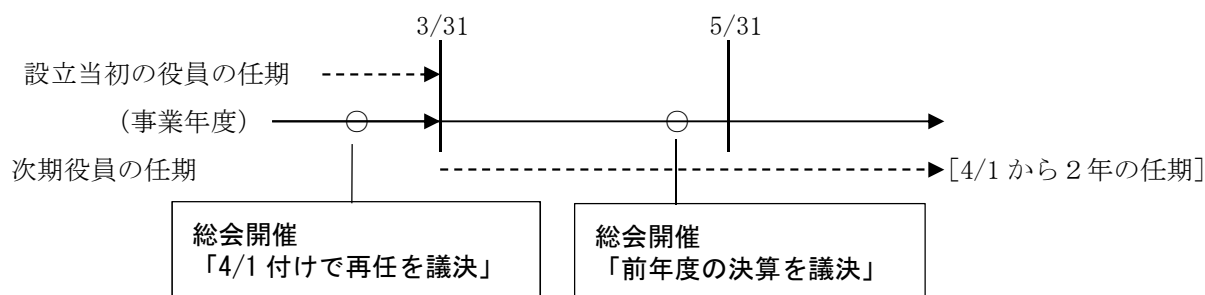 3/31
5/31
設立当初の役員の任期
（事業年度）
次期役員の任期
［4/1 から２年の任期］
総会開催
「4/1 付けで再任を議決」
総会開催
「前年度の決算を議決」